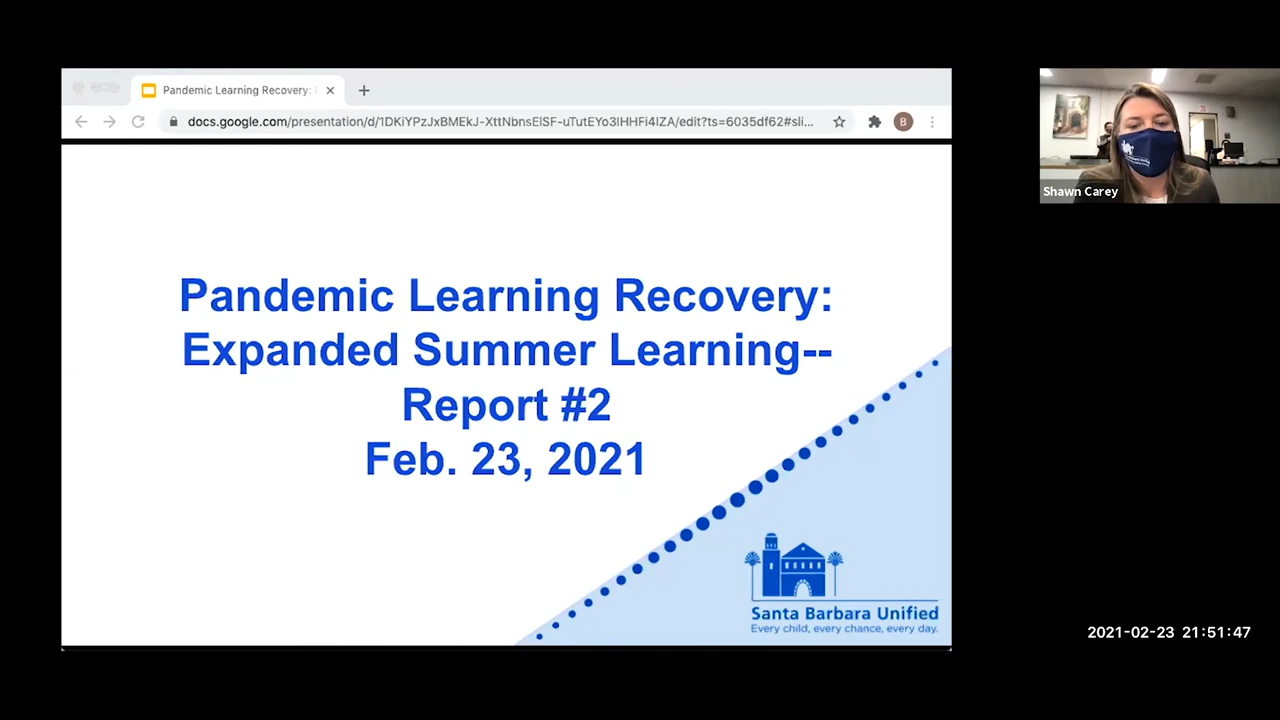 Pandemic Learning Recovery:
docs.google.com/presentation/d/1DKiYPzJxBMEkJ-XttNbnsElSF-uTutEYo3lHHFi4lZA/edit?ts=6035df62#sli...
B
Pandemic Learning Recovery:
Expanded Summer Learning--
Report #2
Feb. 23, 2021
Santa Barbara Unified
Every child, every chance, every day.
Shawn Carey
2021-02-23 21:51:47